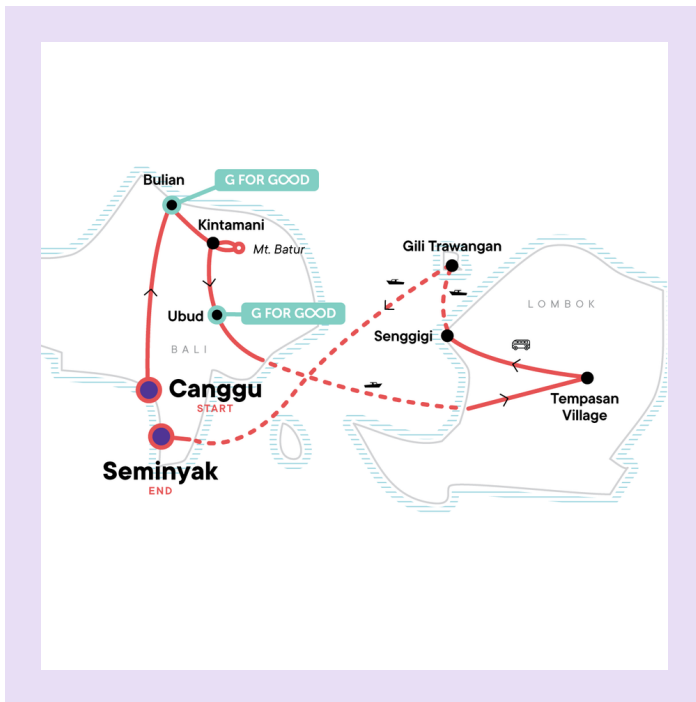 Bulian
G FOR GOOD
Kintamani
Mt. Batur
Gili Trawangan
LOMBOK
Ubud
G FOR GOOD
Senggigi
BALI
Canggu
START
Tempasan
Village
Seminyak
END